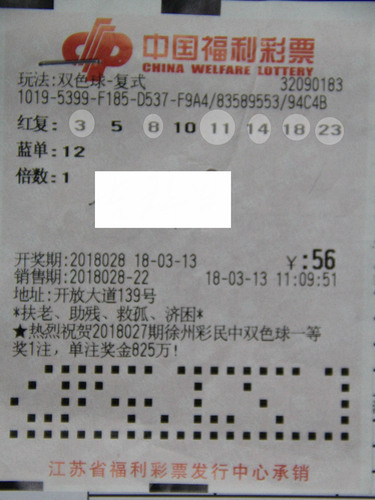 中国福利彩票
CHINA WELFARE LOTTERY
玩法:双色球-复式 32090183
1019-5399-F185-D537-F9A4/83589553/94C4B
红复: 3 5 8 10 11 14 18 23
蓝单:12
倍数:1
开奖期:2018028 18-03-13 ¥:56
销售期:2018028-22 18-03-13 11:09:51
地址:开放大道139号
*扶老、助残、救孤、济困*
★热烈祝贺2018027期徐州彩民中双色球一等
奖1注，单注奖金825万!
江苏省福利彩票发行中心承销